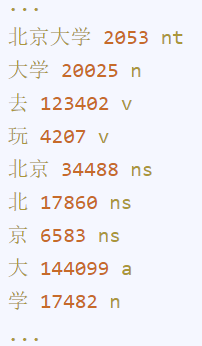 ...
北京大学 2053 nt
大学 20025 n
去 123402 v
玩 4207 v
北京 34488 ns
北 17860 ns
京 6583 ns
大 144099 a
学 17482 n
...